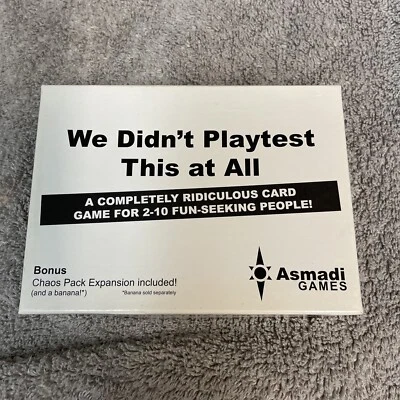 We Didn't Playtest
This at All
A COMPLETELY RIDICULOUS CARD
GAME FOR 2-10 FUN-SEEKING PEOPLE!
Bonus
Chaos Pack Expansion included!
(and a banana!*)
*Banana sold separately
Asmadi
GAMES